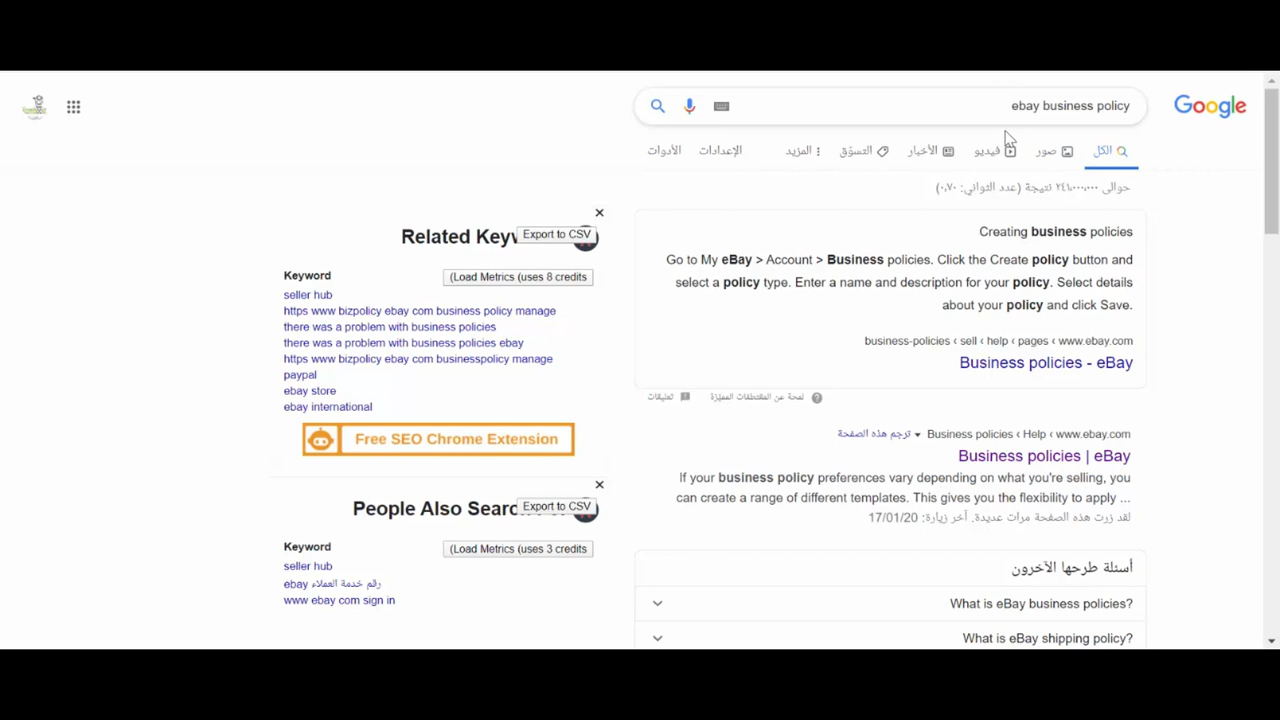 ebay business policy
Google
الكل
صور
فيديو
الأخبار
التسوّق
المزيد
الإعدادات
الأدوات
حوالى ٢٤١٬٠٠٠٬٠٠٠ نتيجة (عدد الثواني: ٠٫٧٠)
Creating business policies
Go to My eBay > Account > Business policies. Click the Create policy button and
select a policy type. Enter a name and description for your policy. Select details
about your policy and click Save.
business-policies › sell › help › pages › www.ebay.com
Business policies - eBay
لمحة عن المقتطفات المميّزة
تعليقات
Business policies › Help › www.ebay.com ▾ ترجم هذه الصفحة
Business policies | eBay
If your business policy preferences vary depending on what you're selling, you
can create a range of different templates. This gives you the flexibility to apply ...
لقد زرت هذه الصفحة مرات عديدة. آخر زيارة: 17/01/20
أسئلة طرحها الآخرون
What is eBay business policies?
What is eBay shipping policy?
Related
Export to CSV
Keyword
(Load Metrics (uses 8 credits
seller hub
https www bizpolicy ebay com business policy manage
there was a problem with business policies
there was a problem with business policies ebay
https www bizpolicy ebay com businesspolicy manage
paypal
ebay store
ebay international
Free SEO Chrome Extension
People Also
Export to CSV
Keyword
(Load Metrics (uses 3 credits
seller hub
ebay رقم خدمة العملاء
www ebay com sign in